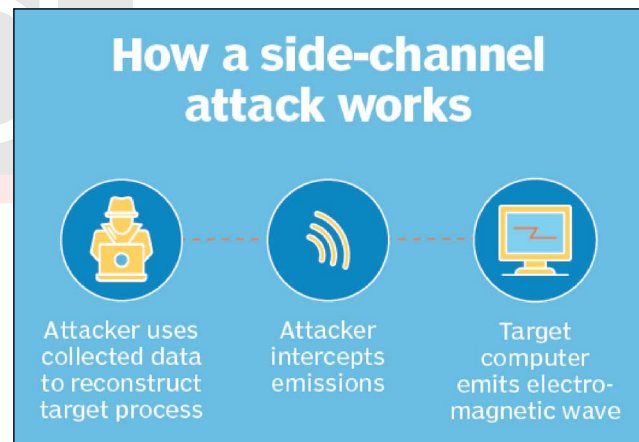 How a side-channel
attack works
Attacker uses
collected data
to reconstruct
target process
Attacker
intercepts
emissions
Target
computer
emits electro-
magnetic wave